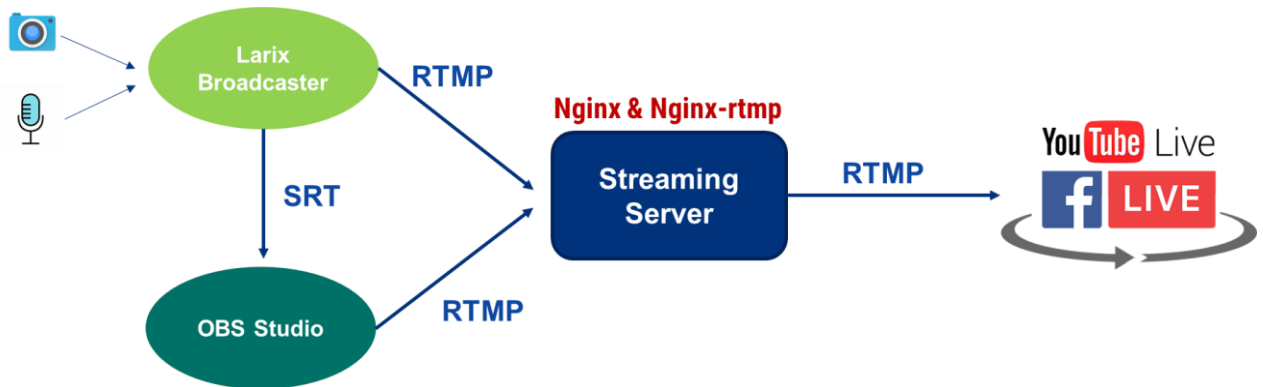 Larix
Broadcaster
RTMP
Nginx & Nginx-rtmp
Streaming
Server
RTMP
YouTube Live
f LIVE
SRT
OBS Studio
RTMP